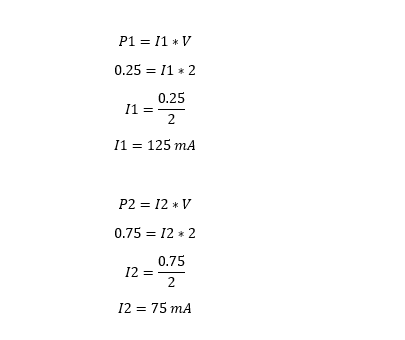 P1 = I1 * V
0.25 = I1 * 2
I1 = 0.25/2
I1 = 125 mA
P2 = I2 * V
0.75 = I2 * 2
I2 = 0.75/2
I2 = 75 mA